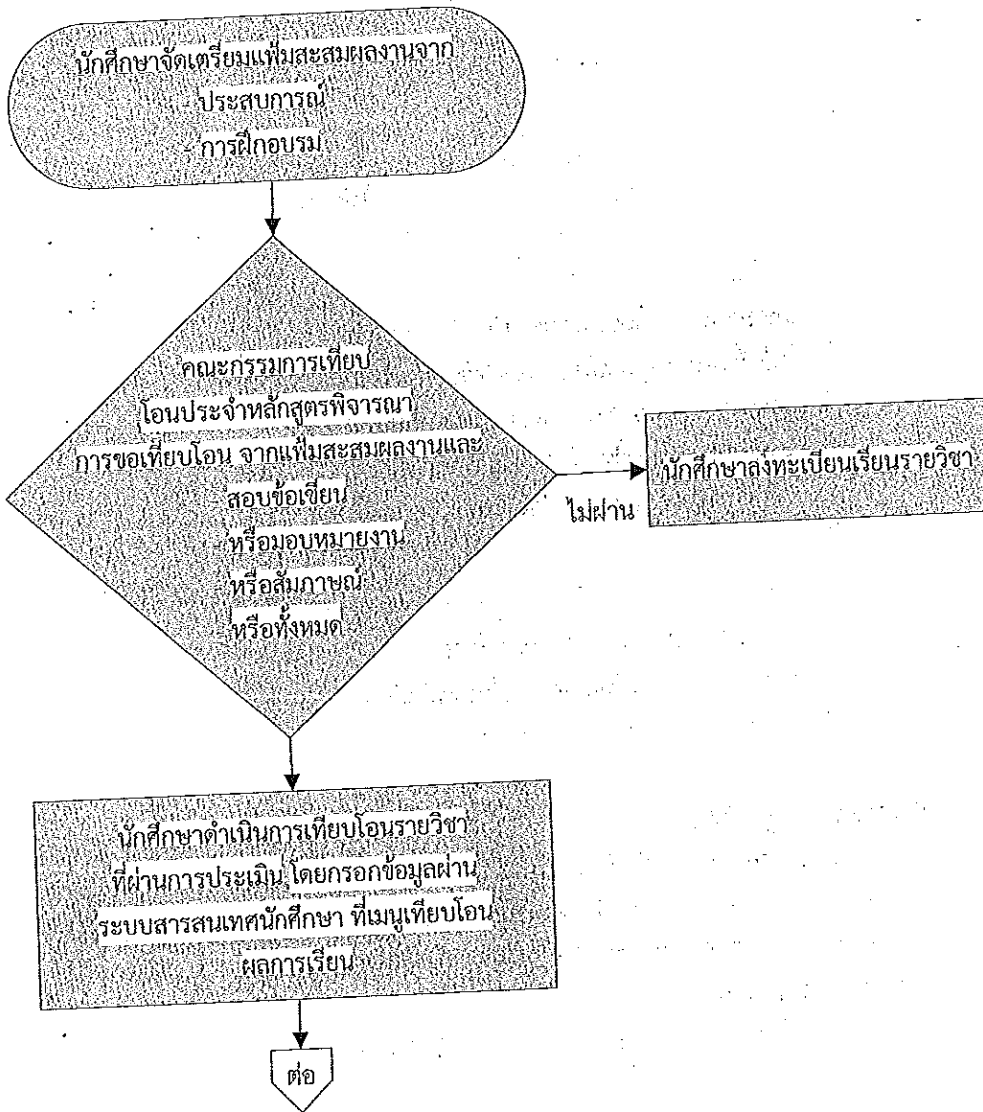 นักศึกษาจัดเตรียมแฟ้มสะสมผลงานจาก
- ประสบการณ์
- การฝึกอบรม
คณะกรรมการเทียบ
โอนประจำหลักสูตรพิจารณา
การขอเทียบโอน จากแฟ้มสะสมผลงานและ
สอบข้อเขียน
- หรือมอบหมายงาน
- หรือสัมภาษณ์
- หรือทั้งหมด
ไม่ผ่าน
นักศึกษาลงทะเบียนเรียนรายวิชา
นักศึกษาดำเนินการเทียบโอนรายวิชา
ที่ผ่านการประเมิน โดยกรอกข้อมูลผ่าน
ระบบสารสนเทศนักศึกษา ที่เมนูเทียบโอน
ผลการเรียน
ต่อ